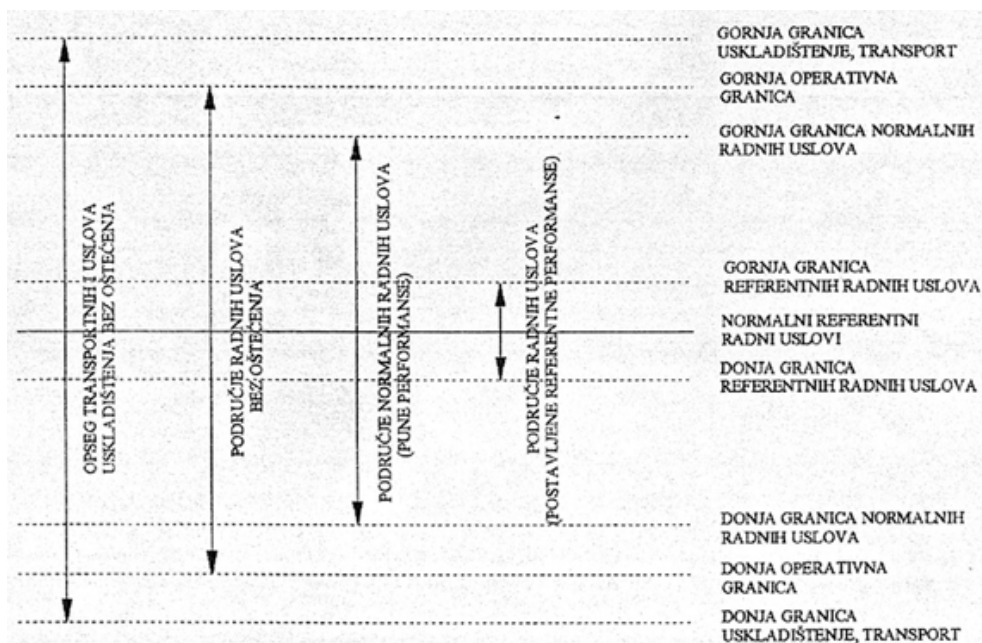 GORNJA GRANICA
USKLADIŠTENJE, TRANSPORT
GORNJA OPERATIVNA
GRANICA
GORNJA GRANICA NORMALNIH
RADNIH USLOVA
GORNJA GRANICA
REFERENTNIH RADNIH USLOVA
NORMALNI REFERENTNI
RADNI USLOVI
DONJA GRANICA
REFERENTNIH RADNIH USLOVA
DONJA GRANICA NORMALNIH
RADNIH USLOVA
DONJA OPERATIVNA
GRANICA
DONJA GRANICA
USKLADIŠTENJE, TRANSPORT
OPSEG TRANSPORTNIH I USLOVA
USKLADIŠTENJA BEZ OŠTEĆENJA
PODRUČJE RADNIH USLOVA
BEZ OŠTEĆENJA
PODRUČJE NORMALNIH RADNIH USLOVA
(PUNE PERFORMANSE)
PODRUČJE RADNIH USLOVA
(POSTAVLJENE REFERENTNE PERFORMANSE)